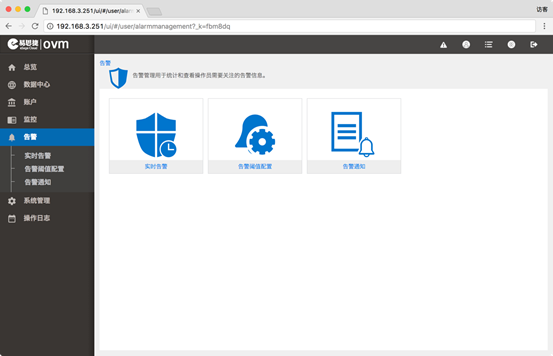 访客
192.168.3.251/ui/#/user/alar
192.168.3.251/ui/#/user/alarmmanagement?_k=fbm8dq
易思捷 ovm
总览
数据中心
账户
监控
告警
实时告警
告警阈值配置
告警通知
系统管理
操作日志
告警
告警管理用于统计和查看操作员需要关注的告警信息。
实时告警
告警阈值配置
告警通知